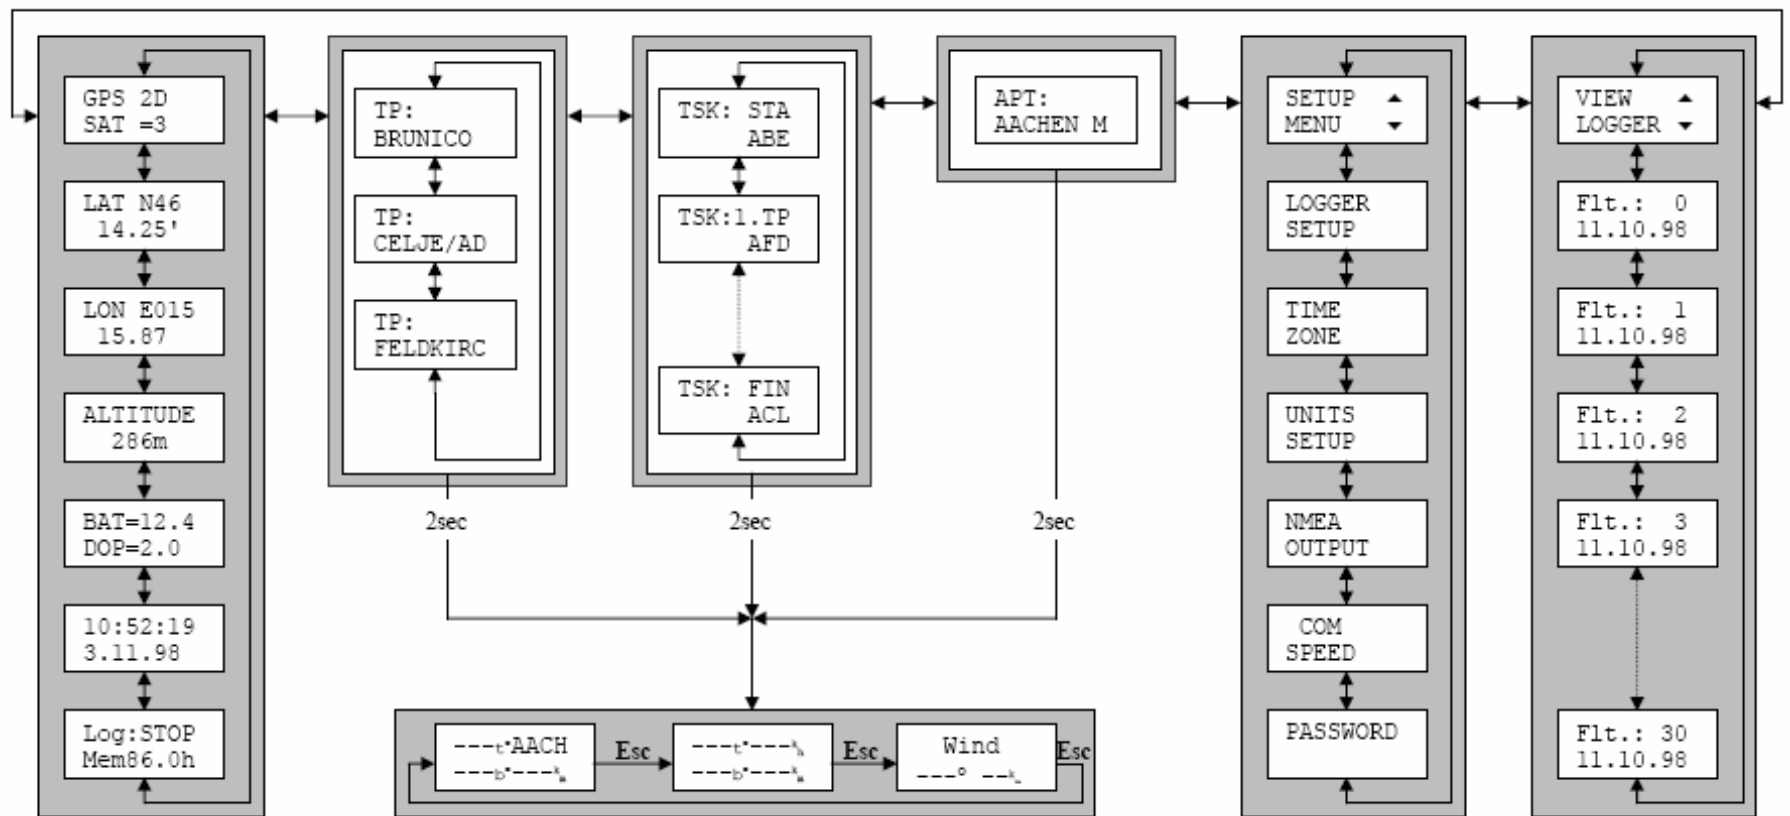 GPS 2D
SAT =3
LAT N46
14.25'
LON E015
15.87
ALTITUDE
286m
BAT=12.4
DOP=2.0
10:52:19
3.11.98
Log:STOP
Mem86.0h
TP:
BRUNICO
TP:
CELJE/AD
TP:
FELDKIRC
2sec
TSK: STA
ABE
TSK:1.TP
AFD
TSK: FIN
ACL
2sec
APT:
AACHEN M
2sec
SETUP
MENU
LOGGER
SETUP
TIME
ZONE
UNITS
SETUP
NMEA
OUTPUT
COM
SPEED
PASSWORD
VIEW
LOGGER
Flt.: 0
11.10.98
Flt.: 1
11.10.98
Flt.: 2
11.10.98
Flt.: 3
11.10.98
Flt.: 30
11.10.98
---t"AACH
---b"---
Esc
---t"---
---b"---
Esc
Wind
---° --
Esc